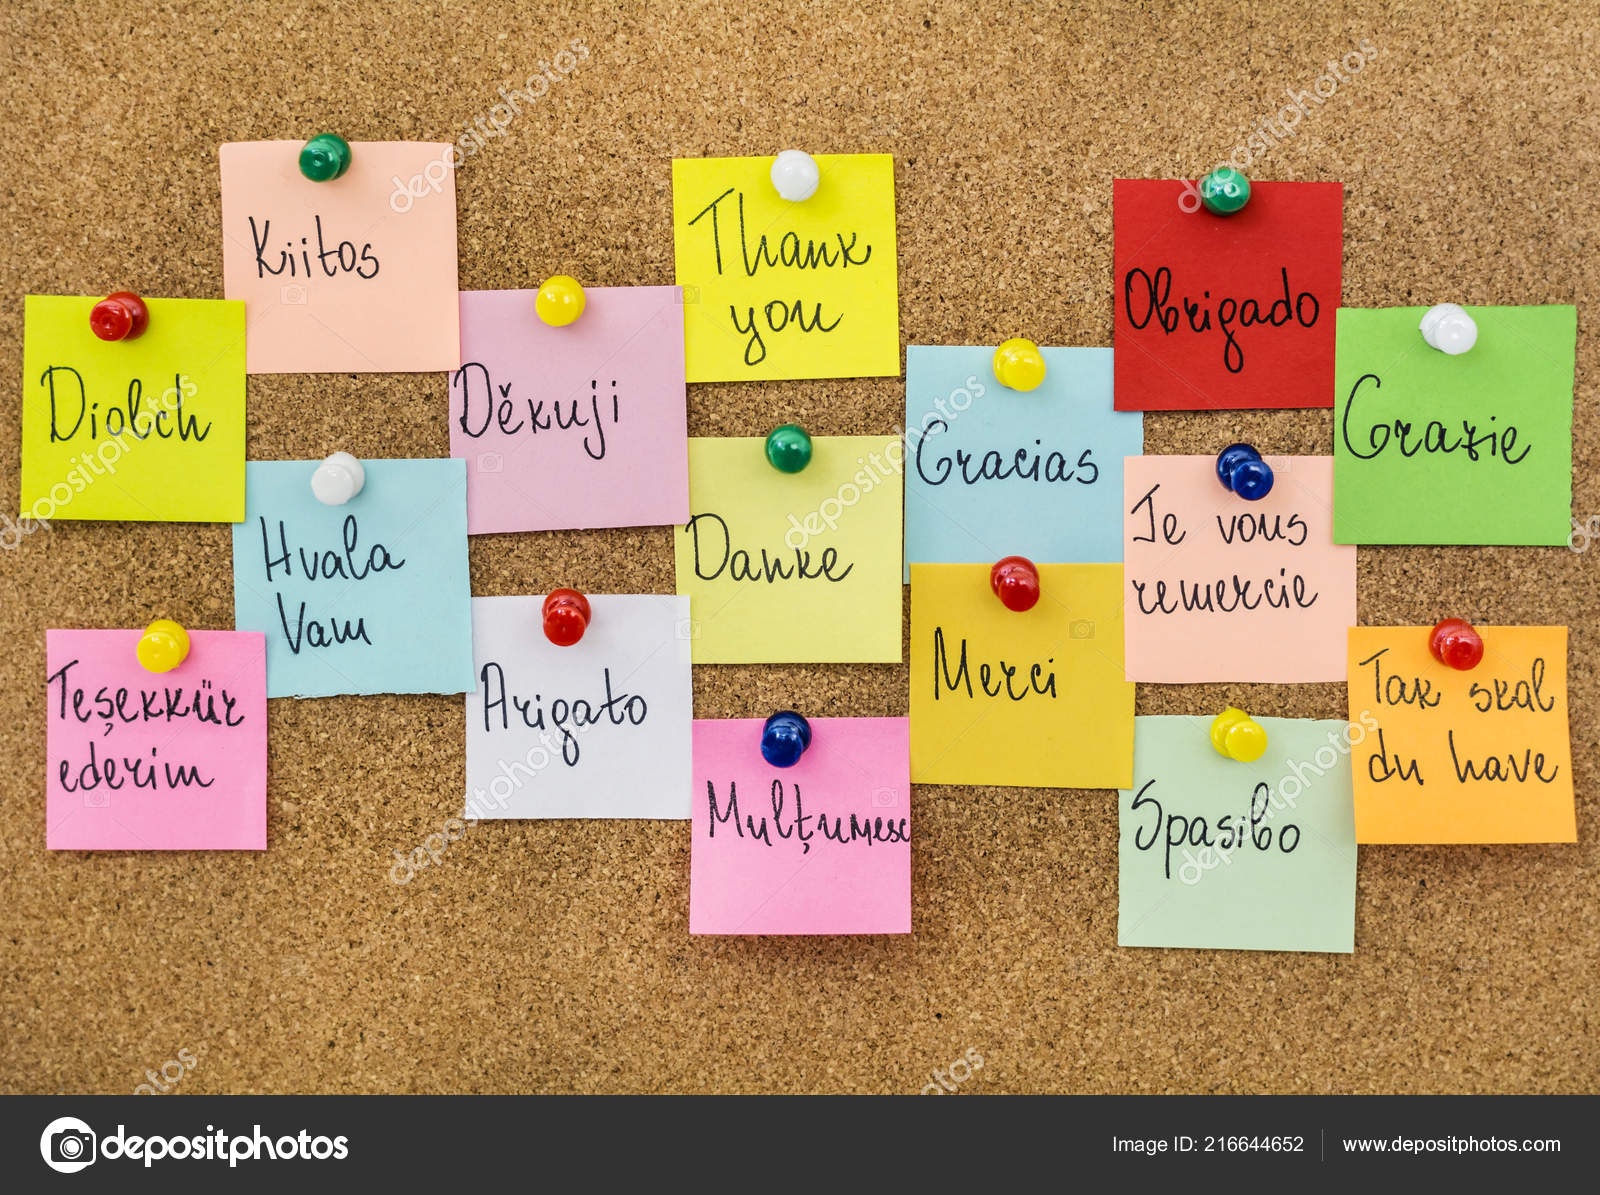 Kiitos
Thank
you
Obrigado
Diolch
Děkuji
Gracias
Grazie
Hvala
Vam
Danke
Je vous
remercie
Teşekkür
ederim
Arigato
Merci
Tak skal
du have
Mulţumesc
Spasibo
depositphotos
Image ID: 216644652
www.depositphotos.com